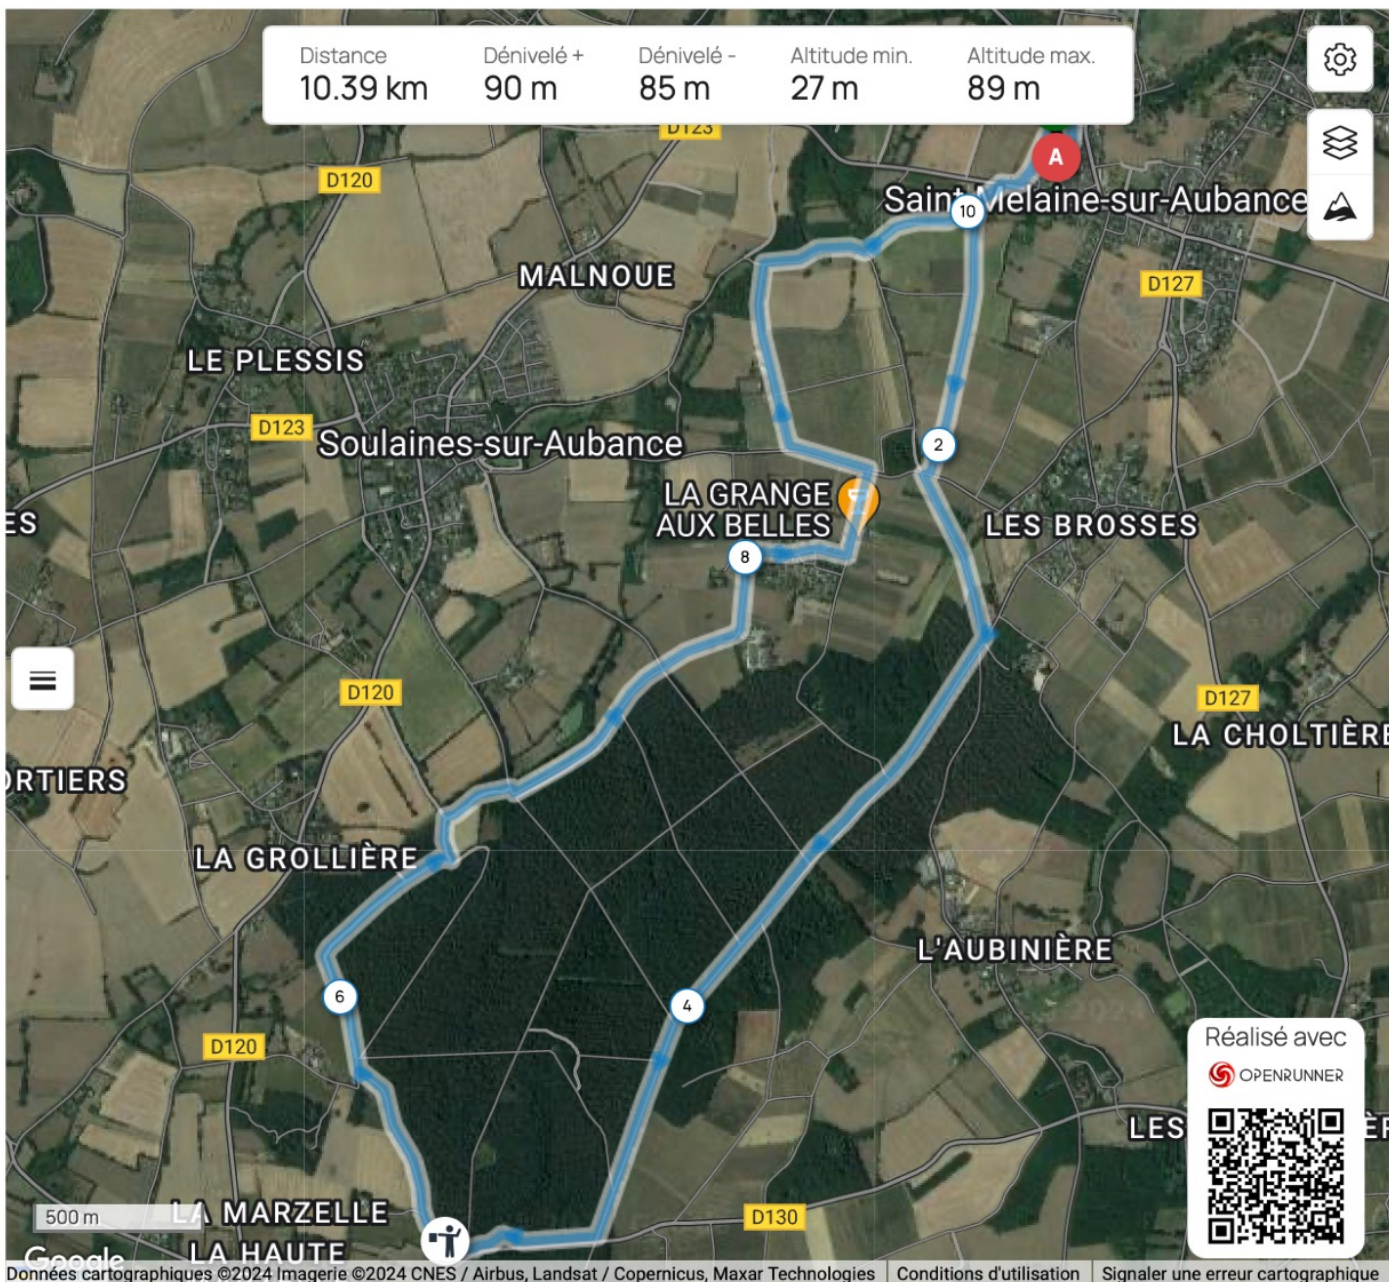 Distance
10.39 km
Dénivelé +
90 m
Dénivelé -
85 m
Altitude min.
27 m
Altitude max.
89 m
D123
A
D120
Saint-Melaine-sur-Aubance
10
MALNOUE
D127
LE PLESSIS
D123
Soulaines-sur-Aubance
2
LA GRANGE
AUX BELLES
ES
LES BROSSES
8
D120
D127
LA CHOLTIÈRE
ORTIERS
LA GROLLIÈRE
L'AUBINIÈRE
6
4
D120
Réalisé avec
OPENRUNNER
LES
LA MARZELLE
500 m
D130
LA HAUTE
Google
Données cartographiques ©2024 Imagerie ©2024 CNES / Airbus, Landsat / Copernicus, Maxar Technologies
Conditions d'utilisation
Signaler une erreur cartographique